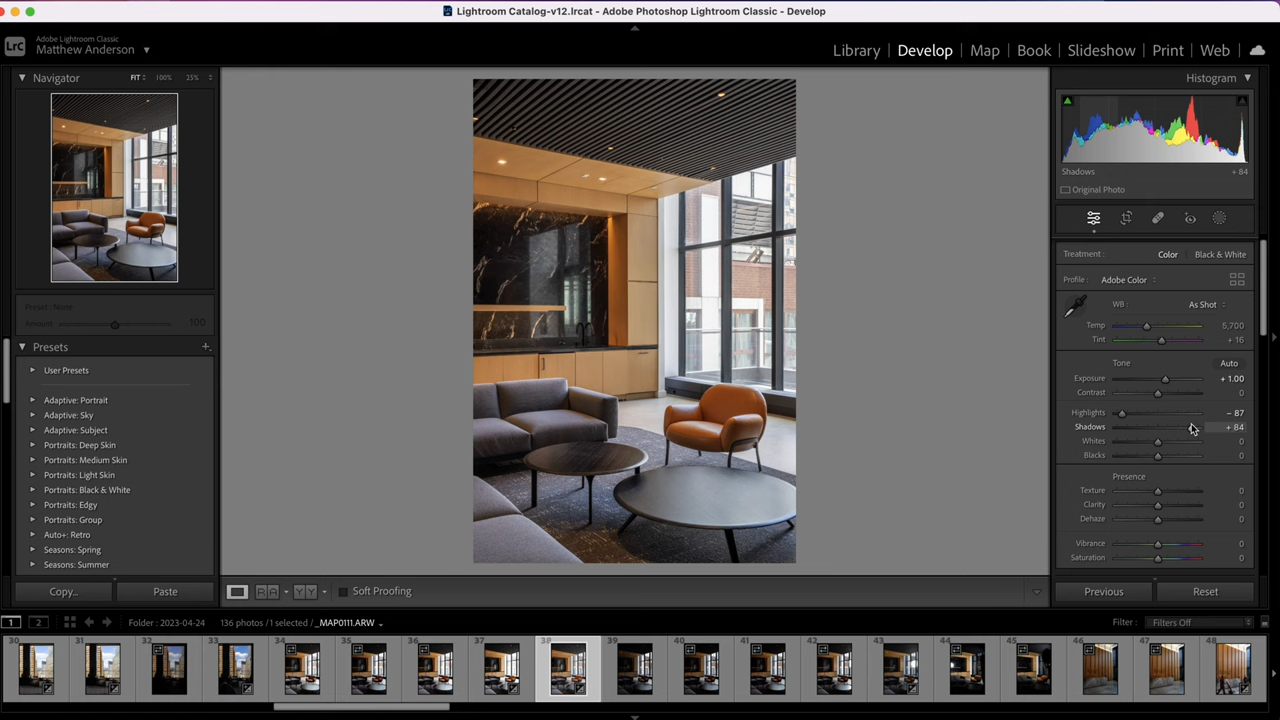 Lightroom Catalog-v12.lrcat - Adobe Photoshop Lightroom Classic - Develop
LrC
Adobe Lightroom Classic
Matthew Anderson
Library Develop Map Book Slideshow Print Web
Navigator FIT 100% 25%
Preset : None
Amount 100
Presets +
User Presets
Adaptive: Portrait
Adaptive: Sky
Adaptive: Subject
Portraits: Deep Skin
Portraits: Medium Skin
Portraits: Light Skin
Portraits: Black & White
Portraits: Edgy
Portraits: Group
Auto+: Retro
Seasons: Spring
Seasons: Summer
Copy... Paste
Soft Proofing
Histogram
Shadows + 84
Original Photo
Treatment : Color Black & White
Profile : Adobe Color
WB : As Shot
Temp 5,700
Tint + 16
Tone Auto
Exposure + 1.00
Contrast 0
Highlights - 87
Shadows + 84
Whites 0
Blacks 0
Presence
Texture 0
Clarity 0
Dehaze 0
Vibrance 0
Saturation 0
Previous Reset
1 2 Folder : 2023-04-24 136 photos / 1 selected / _MAP0111.ARW Filter : Filters Off
30 31 32 33 34 35 36 37 38 39 40 41 42 43 44 45 46 47 48